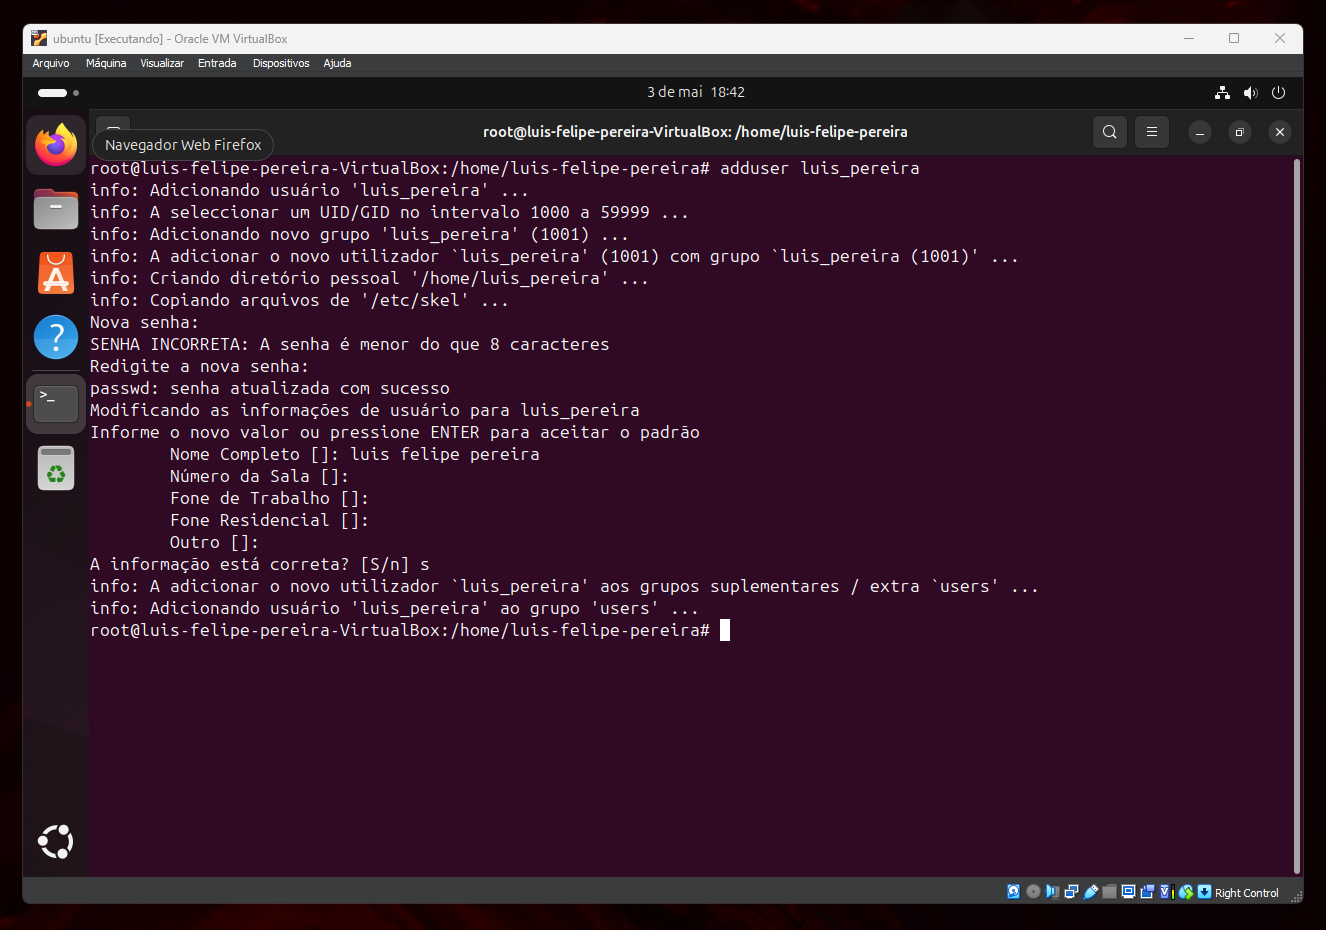 ubuntu [Executando] - Oracle VM VirtualBox
Arquivo Máquina Visualizar Entrada Dispositivos Ajuda
3 de mai 18:42
root@luis-felipe-pereira-VirtualBox: /home/luis-felipe-pereira
Navegador Web Firefox
root@luis-felipe-pereira-VirtualBox:/home/luis-felipe-pereira# adduser luis_pereira
info: Adicionando usuário 'luis_pereira' ...
info: A seleccionar um UID/GID no intervalo 1000 a 59999 ...
info: Adicionando novo grupo 'luis_pereira' (1001) ...
info: A adicionar o novo utilizador `luis_pereira' (1001) com grupo `luis_pereira (1001)' ...
info: Criando diretório pessoal '/home/luis_pereira' ...
info: Copiando arquivos de '/etc/skel' ...
Nova senha:
SENHA INCORRETA: A senha é menor do que 8 caracteres
Redigite a nova senha:
passwd: senha atualizada com sucesso
Modificando as informações de usuário para luis_pereira
Informe o novo valor ou pressione ENTER para aceitar o padrão
Nome Completo []: luis felipe pereira
Número da Sala []:
Fone de Trabalho []:
Fone Residencial []:
Outro []:
A informação está correta? [S/n] s
info: A adicionar o novo utilizador `luis_pereira' aos grupos suplementares / extra `users' ...
info: Adicionando usuário 'luis_pereira' ao grupo 'users' ...
root@luis-felipe-pereira-VirtualBox:/home/luis-felipe-pereira#
Right Control